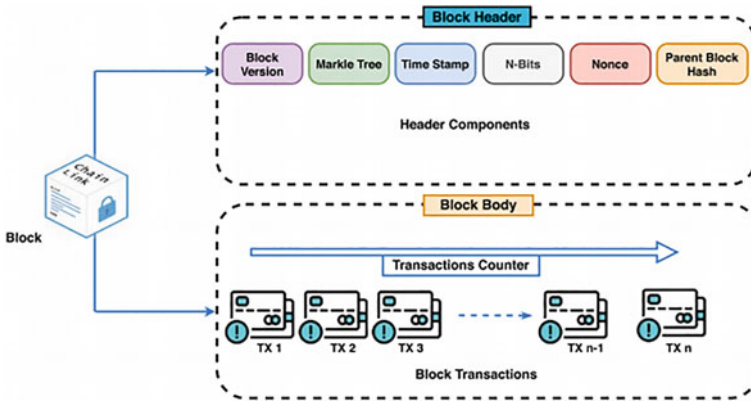 Block Header
Block
Version
Markle Tree
Time Stamp
N-Bits
Nonce
Parent Block
Hash
Header Components
Chain
Link
Block
Block Body
Transactions Counter
TX 1
TX 2
TX 3
TX n-1
TX n
Block Transactions